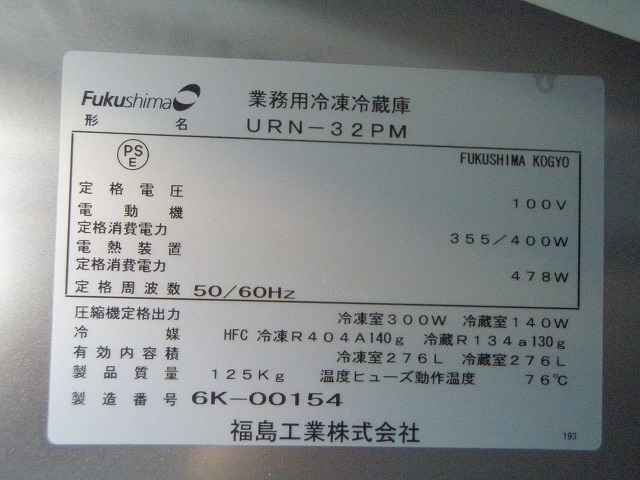 Fukushima 業務用冷凍冷蔵庫
形名 URN-32PM
PSE FUKUSHIMA KOGYO
定格電圧 100V
電動機
定格消費電力 355/400W
電熱装置
定格消費電力 478W
定格周波数 50/60Hz
圧縮機定格出力 冷凍室300W 冷蔵室140W
冷媒 HFC 冷凍R404A140g 冷蔵R134a130g
有効内容積 冷凍室276L 冷蔵室276L
製品質量 125Kg 温度ヒューズ動作温度 76℃
製造番号 6K-00154
福島工業株式会社 193